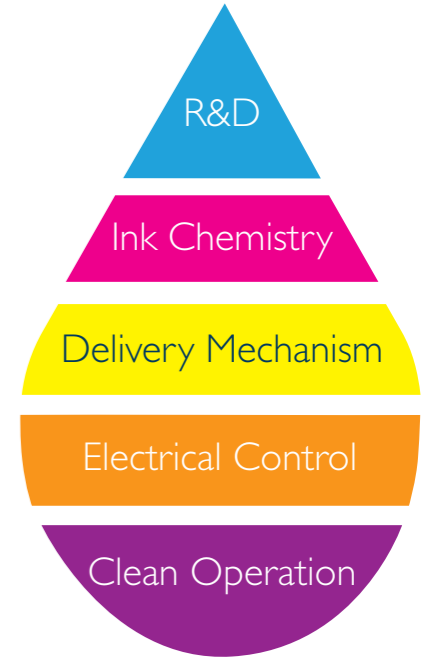 R&D
Ink Chemistry
Delivery Mechanism
Electrical Control
Clean Operation